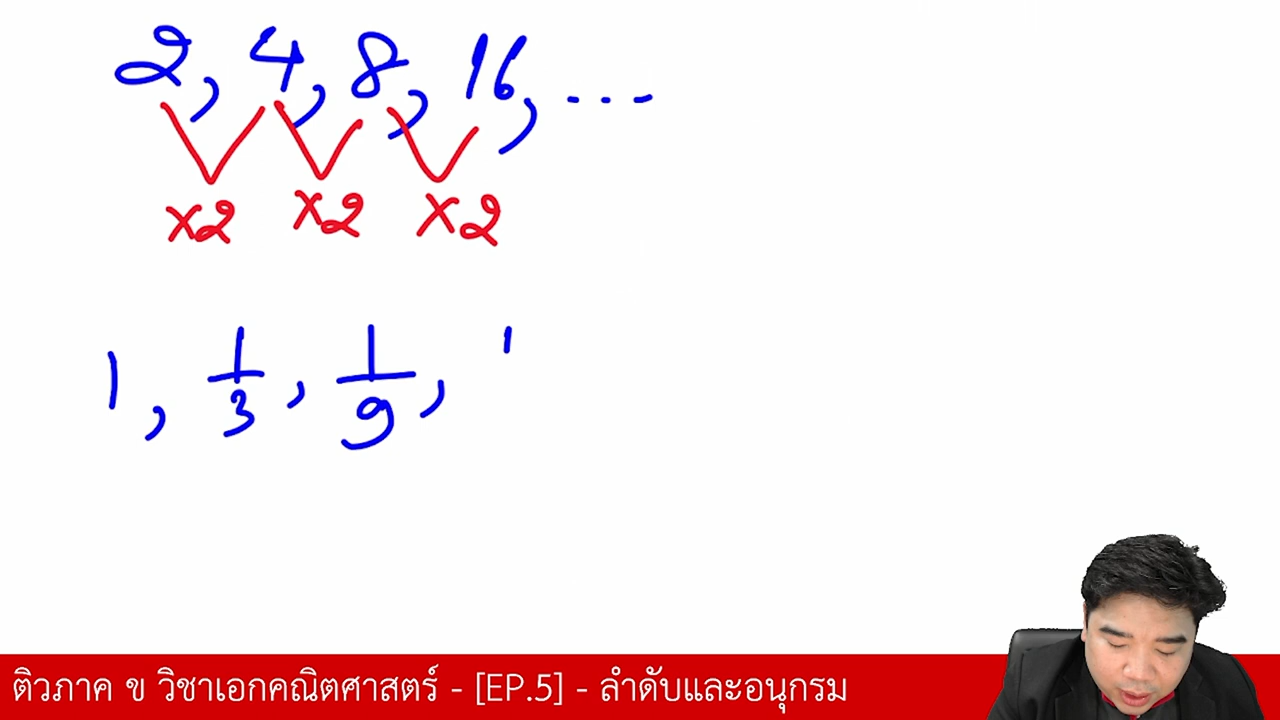 2, 4, 8, 16, ...
x2 x2 x2
1, 1/3, 1/9, 1
ติวภาค ข วิชาเอกคณิตศาสตร์ - [EP.5] - ลำดับและอนุกรม